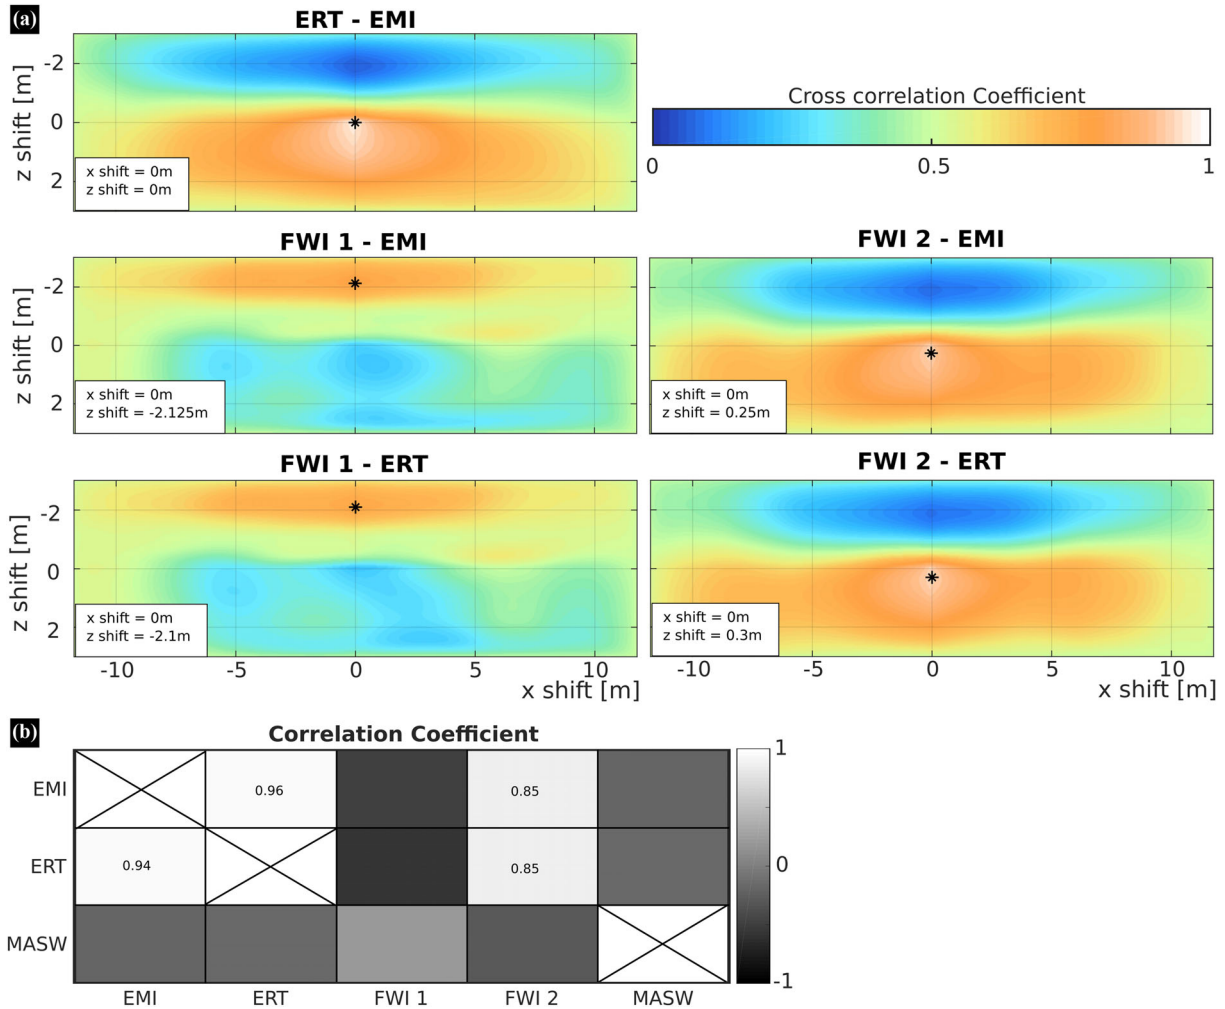 (a)
ERT - EMI
z shift [m]
-2
0
2
x shift = 0m
z shift = 0m
Cross correlation Coefficient
0
0.5
1
FWI 1 - EMI
z shift [m]
-2
0
2
x shift = 0m
z shift = -2.125m
FWI 2 - EMI
x shift = 0m
z shift = 0.25m
FWI 1 - ERT
z shift [m]
-2
0
2
x shift = 0m
z shift = -2.1m
-10
-5
0
5
10
x shift [m]
FWI 2 - ERT
x shift = 0m
z shift = 0.3m
-10
-5
0
5
10
x shift [m]
(b)
Correlation Coefficient
EMI
0.96
0.85
ERT
0.94
0.85
MASW
EMI
ERT
FWI 1
FWI 2
MASW
1
0
-1